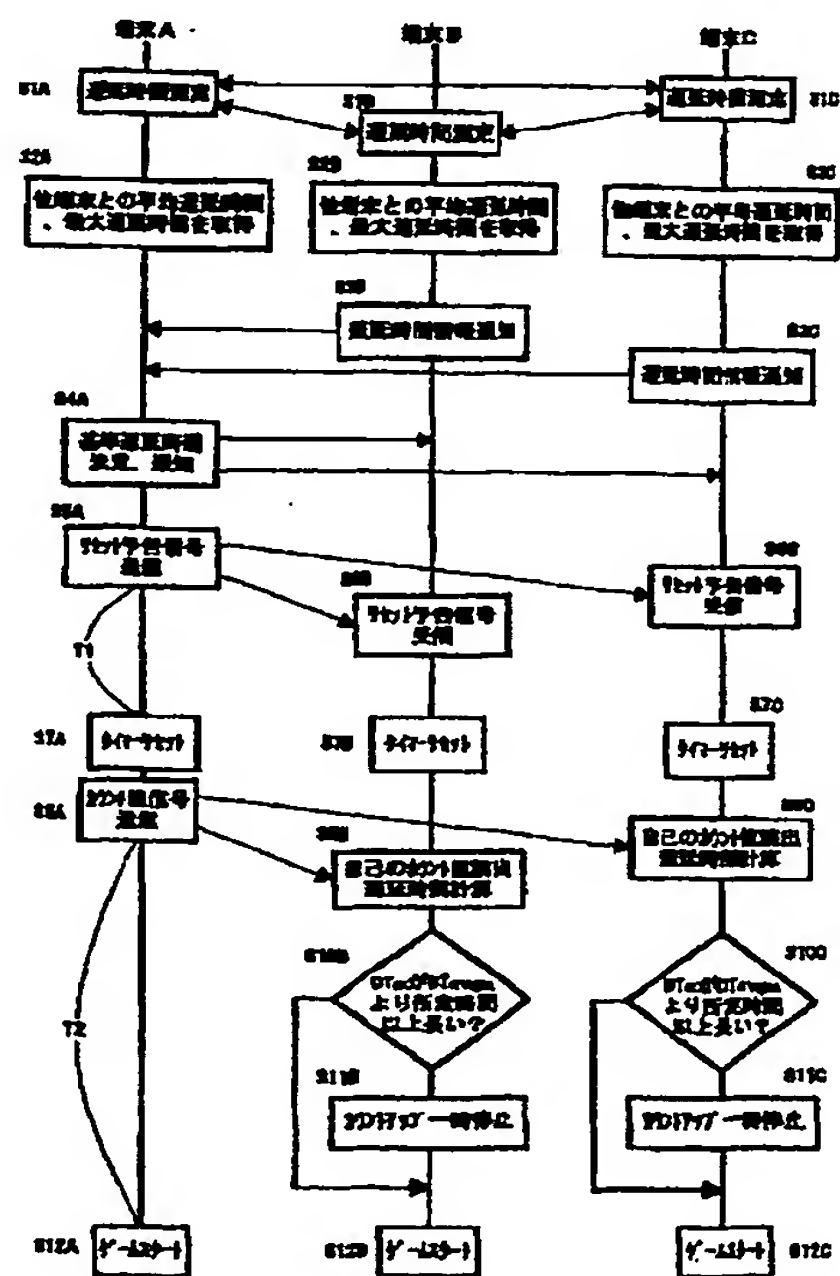 端末A
端末B
端末C
S1A
遅延時間測定
S1B
遅延時間測定
遅延時間測定
S1C
S2A
他端末との平均遅延時間
、最大遅延時間を取得
S2B
他端末との平均遅延時間
、最大遅延時間を取得
S2C
他端末との平均遅延時間
、最大遅延時間を取得
S3B
遅延時間情報通知
S3C
遅延時間情報通知
S4A
基準遅延時間
決定、通知
S5A
リセット予告信号
送信
S6B
リセット予告信号
受信
S6C
リセット予告信号
受信
T1
S7A
タイマーリセット
S7B
タイマーリセット
S7C
タイマーリセット
S8A
カウント値信号
送信
S9B
自己のカウント値読出
遅延時間計算
S9C
自己のカウント値読出
遅延時間計算
T2
S10B
より所定時間
以上長い?
S10C
より所定時間
以上長い?
S11B
カウントアップ一時停止
S11C
カウントアップ一時停止
S12A
ゲームスタート
S12B
ゲームスタート
ゲームスタート
S12C